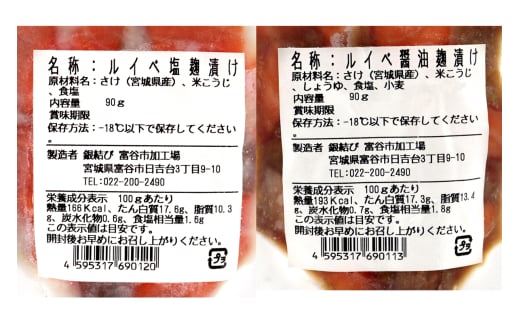 名称：ルイベ塩麹漬け
原材料名：さけ（宮城県産）、米こうじ
、食塩
内容量　90g
賞味期限
保存方法：-18℃以下で保存してください
。
製造者　銀結び　富谷市加工場
宮城県富谷市日吉台3丁目9-10
TEL:022-200-2490
栄養成分表示　100gあたり
熱量166Kcal、たん白質17.6g、脂質10.3
g、炭水化物0.6g、食塩相当量1.6g
この表示値は目安です。
開封後お早めにお召し上がりください。
4 595317 690120
プラ
名称：ルイベ醤油麹漬け
原材料名：さけ（宮城県産）、米こうじ
、しょうゆ、食塩、小麦
内容量　90g
賞味期限
保存方法：-18℃以下で保存してください
。
製造者　銀結び　富谷市加工場
宮城県富谷市日吉台3丁目9-10
TEL:022-200-2490
栄養成分表示　100gあたり
熱量193Kcal、たん白質17.3g、脂質13.4
g、炭水化物0.7g、食塩相当量1.8g
この表示値は目安です。
開封後お早めにお召し上がりください。
4 595317 690113
プラ